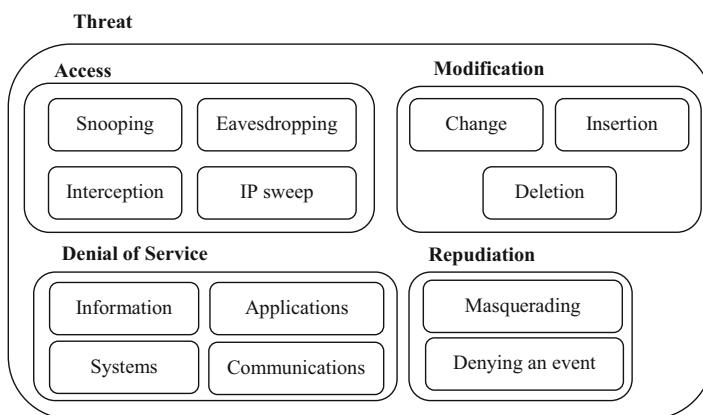 Threat
Access
Snooping
Eavesdropping
Interception
IP sweep
Modification
Change
Insertion
Deletion
Denial of Service
Information
Applications
Systems
Communications
Repudiation
Masquerading
Denying an event